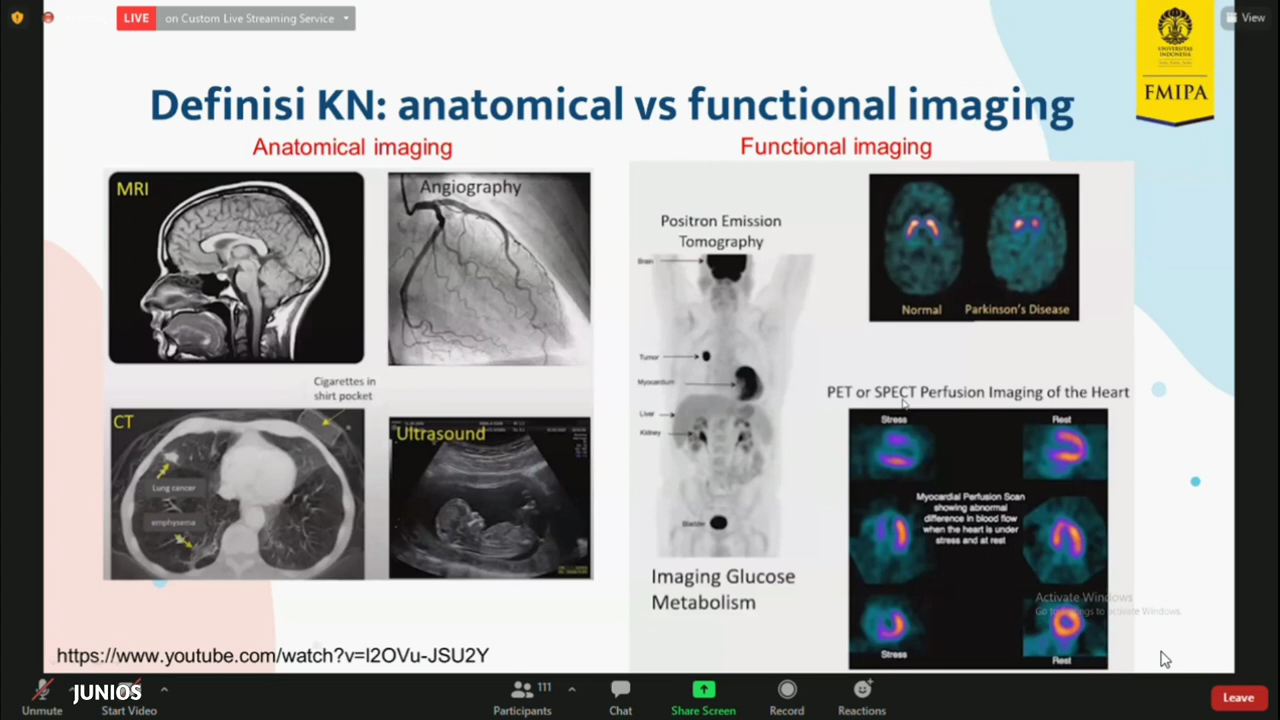 LIVE on Custom Live Streaming Service
View
UNIVERSITAS
INDONESIA
FMIPA
Definisi KN: anatomical vs functional imaging
Anatomical imaging
Functional imaging
MRI
Angiography
Cigarettes in
shirt pocket
CT
Lung cancer
emphysema
Ultrasound
Positron Emission
Tomography
Brain
Tumor
Myocardium
Liver
Kidney
Bladder
Imaging Glucose
Metabolism
Normal
Parkinson's Disease
PET or SPECT Perfusion Imaging of the Heart
Stress
Rest
Myocardial Perfusion Scan
showing abnormal
difference in blood flow
when the heart is under
stress and at rest
Stress
Rest
Activate Windows
Go to Settings to activate Windows.
https://www.youtube.com/watch?v=I2OVu-JSU2Y
JUNIOS
Unmute
Start Video
111
Participants
Chat
Share Screen
Record
Reactions
Leave